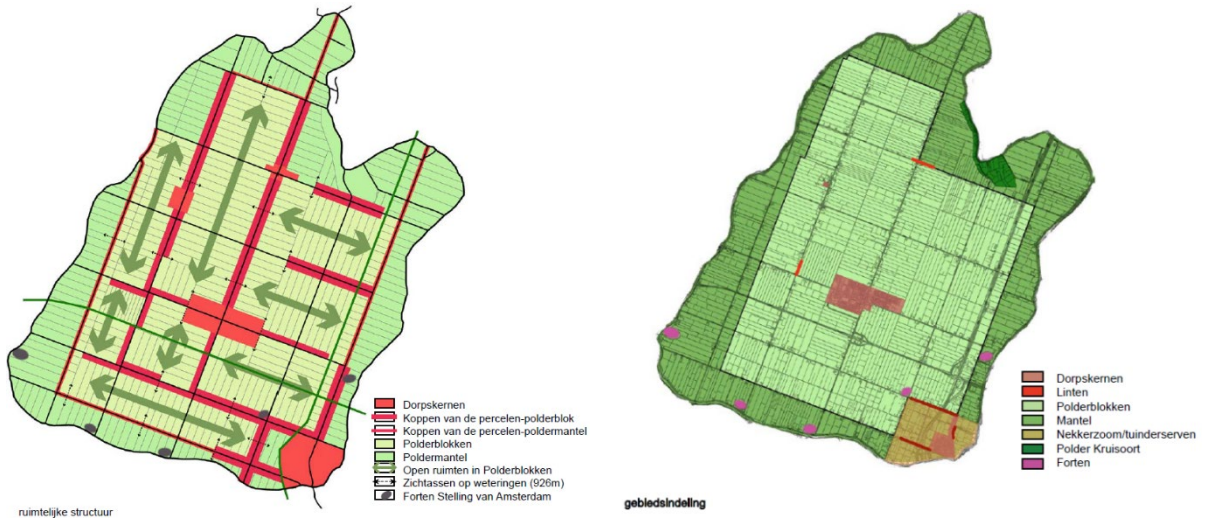 Dorpskernen
Koppen van de percelen-polderblok
Koppen van de percelen-poldermantel
Polderblokken
Poldermantel
Open ruimten in Polderblokken
Zichtassen op weteringen (926m)
Forten Stelling van Amsterdam
ruimtelijke structuur
Dorpskernen
Linten
Polderblokken
Mantel
Nekkerzoom/tuinderserven
Polder Kruisoort
Forten
gebiedsindeling